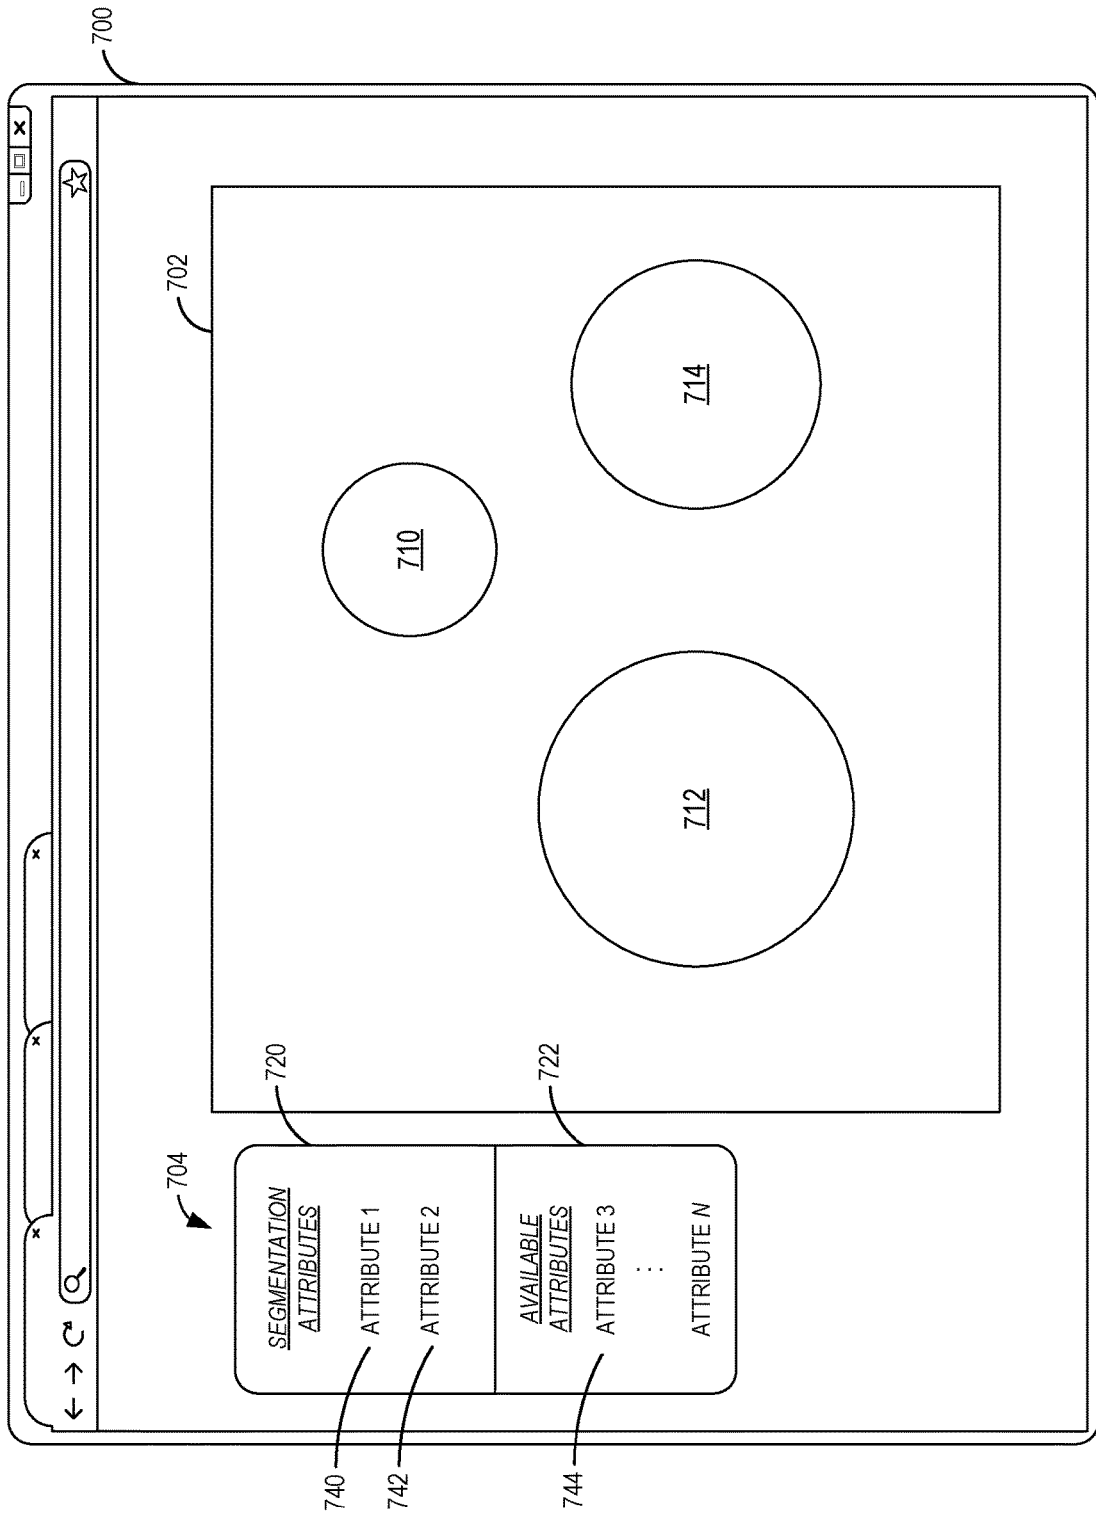 700
x
x
x
x
704
702
720
SEGMENTATION
ATTRIBUTES
740
ATTRIBUTE 1
742
ATTRIBUTE 2
722
AVAILABLE
ATTRIBUTES
744
ATTRIBUTE 3
...
ATTRIBUTE N
710
712
714